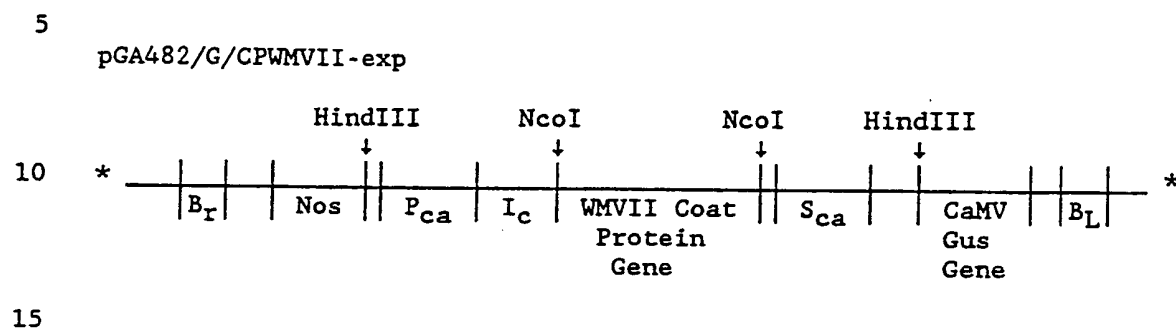 5
pGA482/G/CPWMVII-exp
HindIII NcoI NcoI HindIII
↓ ↓ ↓ ↓
10 * *
Br Nos Pca Ic WMVII Coat Sca CaMV BL
Protein Gus
Gene Gene
15